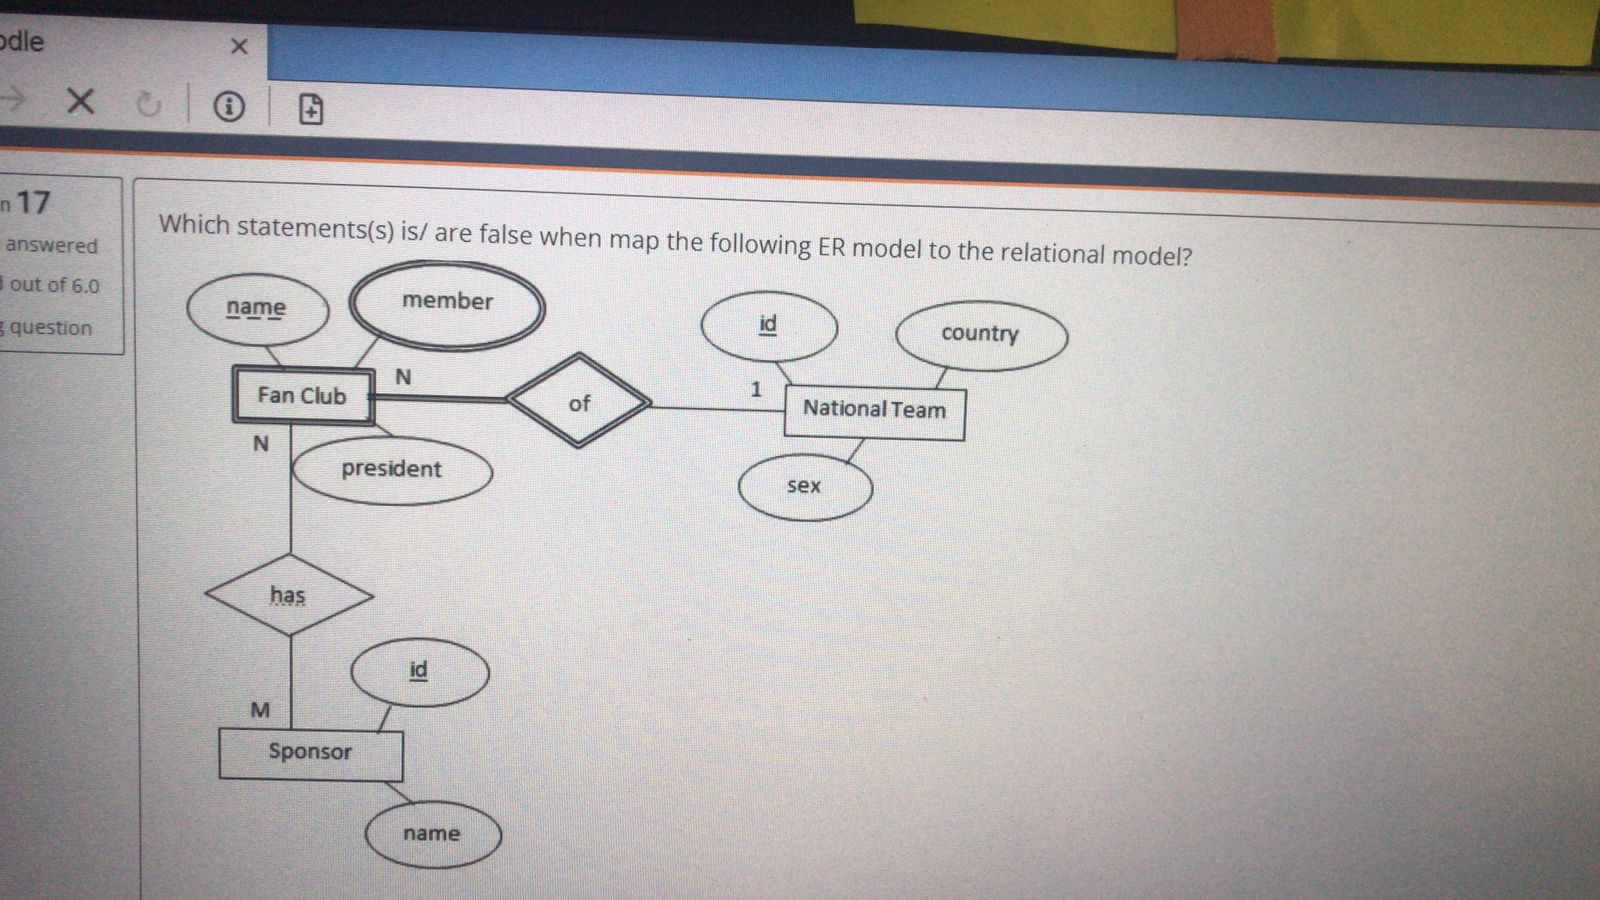 odle
n 17
answered
out of 6.0
question
Which statements(s) is/ are false when map the following ER model to the relational model?
name
member
id
country
Fan Club
N
of
1
National Team
N
president
sex
has
id
M
Sponsor
name